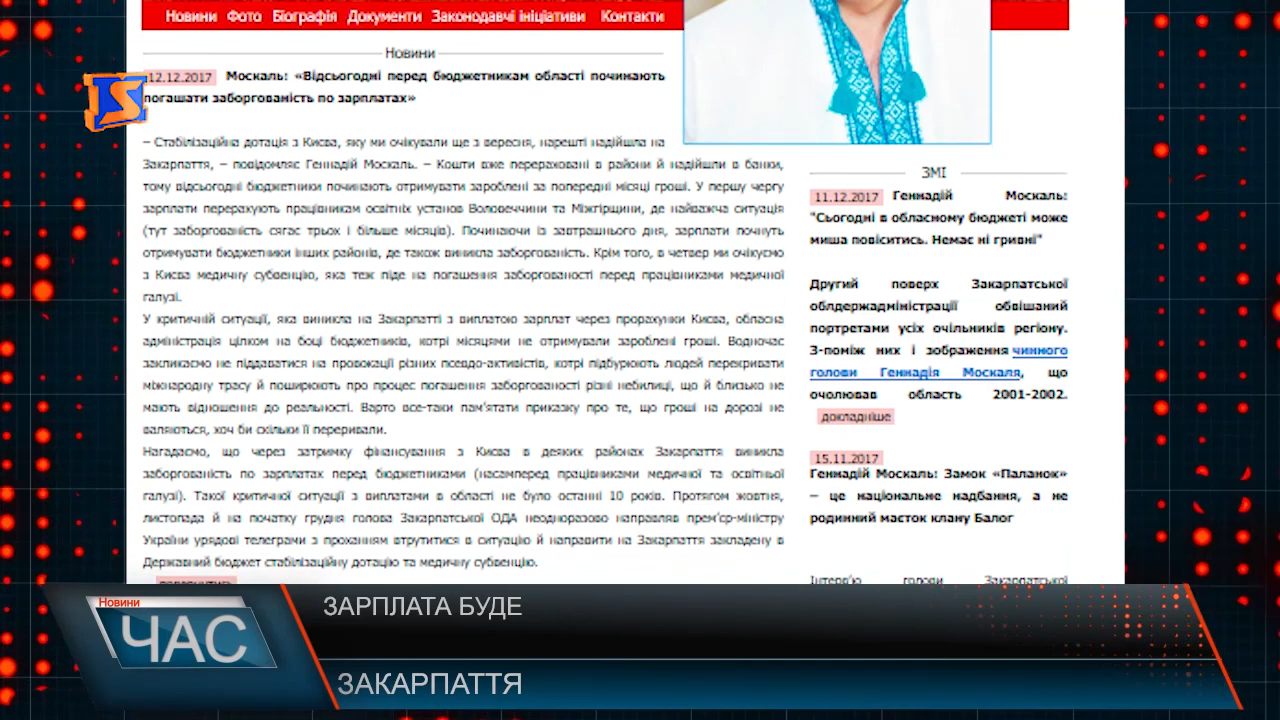 Новини Фото Біографія Документи Законодавчі ініціативи Контакти
Новини
12.12.2017 Москаль: «Відсьогодні перед бюджетникам області починають
погашати заборгованість по зарплатах»
– Стабілізаційна дотація з Києва, яку ми очікували ще з вересня, нарешті надійшла на
Закарпаття, – повідомляє Геннадій Москаль. – Кошти вже перераховані в райони й надійшли в банки,
тому відсьогодні бюджетники починають отримувати зароблені за попередні місяці гроші. У першу чергу
зарплати перерахують працівникам освітніх установ Воловеччини та Міжгірщини, де найважча ситуація
(тут заборгованість сягає трьох і більше місяців). Починаючи із завтрашнього дня, зарплати почнуть
отримувати бюджетники інших районів, де також виникла заборгованість. Крім того, в четвер ми очікуємо
з Києва медичну субвенцію, яка теж піде на погашення заборгованості перед працівниками медичної
галузі.
У критичній ситуації, яка виникла на Закарпатті з виплатою зарплат через прорахунки Києва, обласна
адміністрація цілком на боці бюджетників, котрі місяцями не отримували зароблені гроші. Водночас
закликаємо не піддаватися на провокації різних псевдо-активістів, котрі підбурюють людей перекривати
міжнародну трасу й поширюють про процес погашення заборгованості різні небилиці, що й близько не
мають відношення до реальності. Варто все-таки пам'ятати приказку про те, що гроші на дорозі не
валяються, хоч би скільки її переривали.
Нагадаємо, що через затримку фінансування з Києва в деяких районах Закарпаття виникла
заборгованість по зарплатах перед бюджетниками (насамперед працівниками медичної та освітньої
галузі). Такої критичної ситуації з виплатами в області не було останні 10 років. Протягом жовтня,
листопада й на початку грудня голова Закарпатської ОДА неодноразово направляв прем'єр-міністру
України урядові телеграми з проханням втрутитися в ситуацію й направити на Закарпаття закладену в
Державний бюджет стабілізаційну дотацію та медичну субвенцію.
ЗМІ
11.12.2017 Геннадій Москаль:
"Сьогодні в обласному бюджеті може
миша повіситись. Немає ні гривні"
Другий поверх Закарпатської
облдержадміністрації обвішаний
портретами усіх очільників регіону.
З-поміж них і зображення чинного
голови Геннадія Москаля, що
очолював область 2001-2002.
докладніше
15.11.2017
Геннадій Москаль: Замок «Паланок»
– це національне надбання, а не
родинний маєток клану Балог
Інтерв'ю голови Закарпатської
Новини
ЧАС
ЗАРПЛАТА БУДЕ
ЗАКАРПАТТЯ